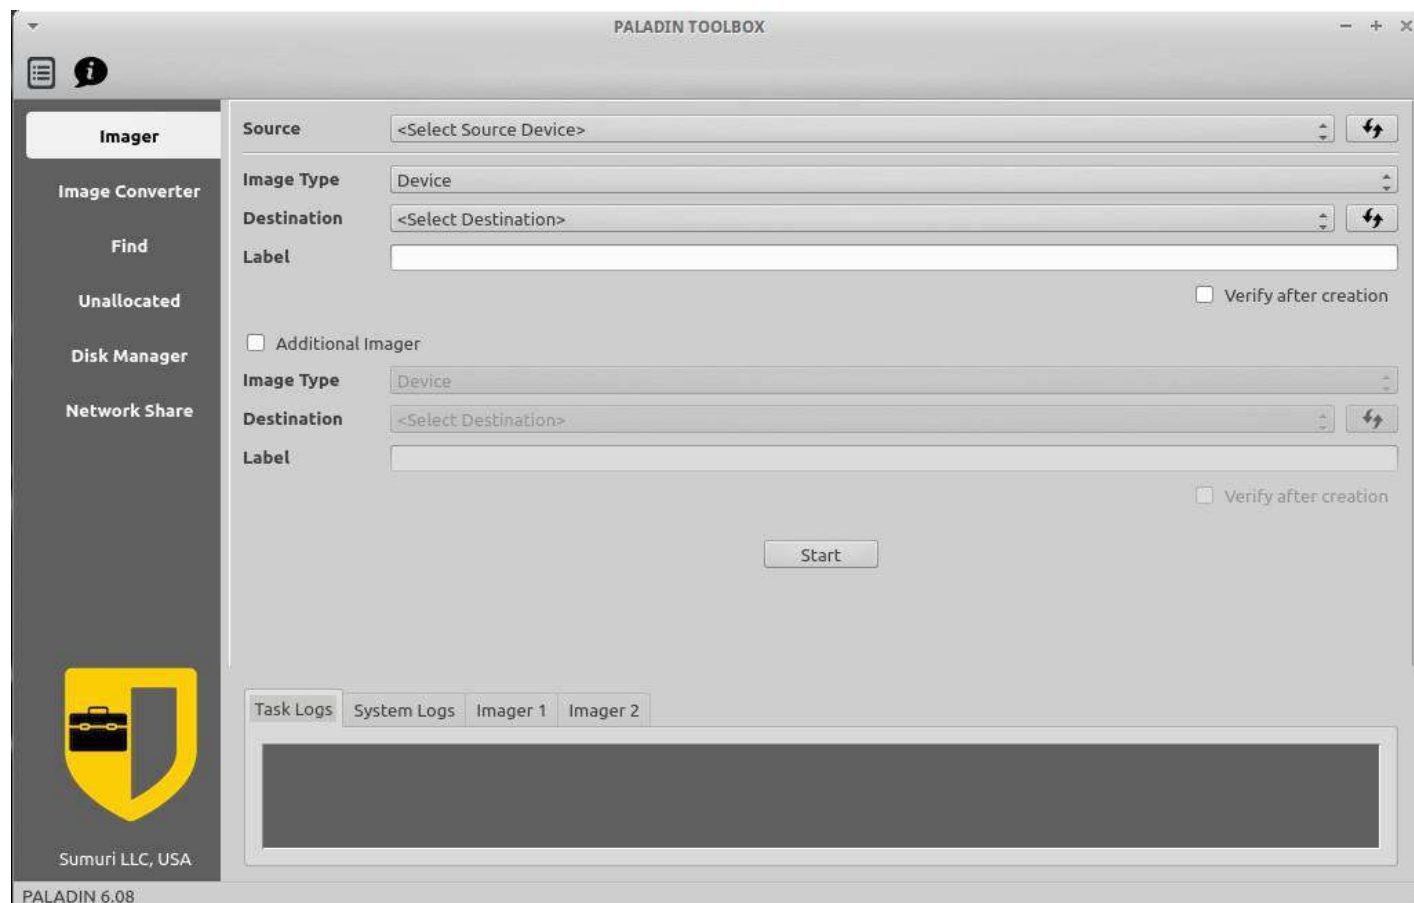 PALADIN TOOLBOX
Imager
Image Converter
Find
Unallocated
Disk Manager
Network Share
Sumuri LLC, USA
Source <Select Source Device>
Image Type Device
Destination <Select Destination>
Label
Verify after creation
Additional Imager
Image Type Device
Destination <Select Destination>
Label
Verify after creation
Start
Task Logs System Logs Imager 1 Imager 2
PALADIN 6.08